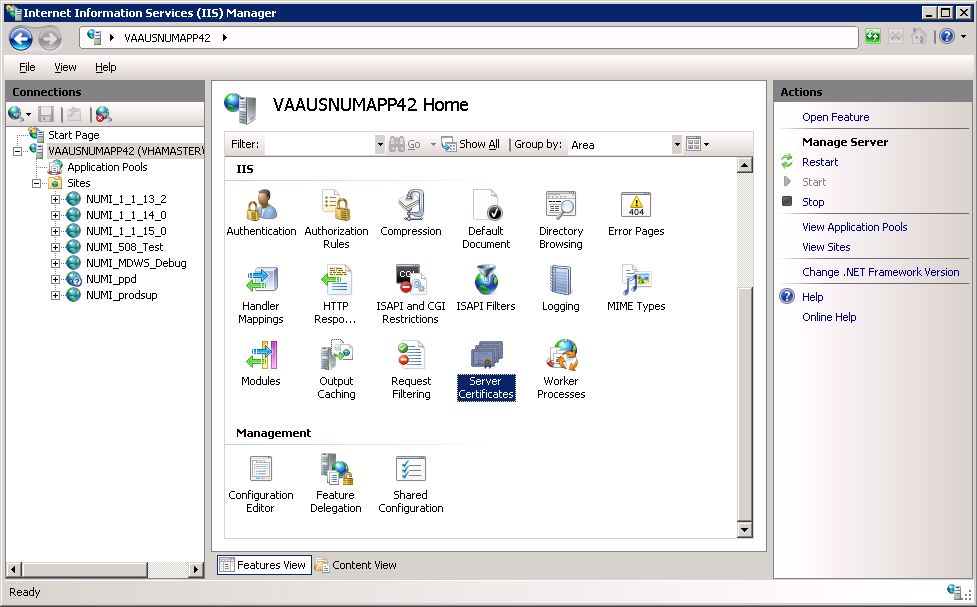 Internet Information Services (IIS) Manager
VAAUSNUMAPP42
File View Help
Connections
Start Page
VAAUSNUMAPP42 (VHAMASTER\
Application Pools
Sites
NUMI_1_1_13_2
NUMI_1_1_14_0
NUMI_1_1_15_0
NUMI_508_Test
NUMI_MDWS_Debug
NUMI_ppd
NUMI_prodsup
VAAUSNUMAPP42 Home
Filter: Go Show All Group by: Area
IIS
Authentication
Authorization
Rules
Compression
Default
Document
Directory
Browsing
404
Error Pages
Handler
Mappings
HTTP
Respo...
CGI
ISAPI and CGI
Restrictions
ISAPI Filters
Logging
MIME Types
Modules
Output
Caching
Request
Filtering
Server
Certificates
Worker
Processes
Management
Configuration
Editor
Feature
Delegation
Shared
Configuration
Features View
Content View
Actions
Open Feature
Manage Server
Restart
Start
Stop
View Application Pools
View Sites
Change .NET Framework Version
Help
Online Help
Ready